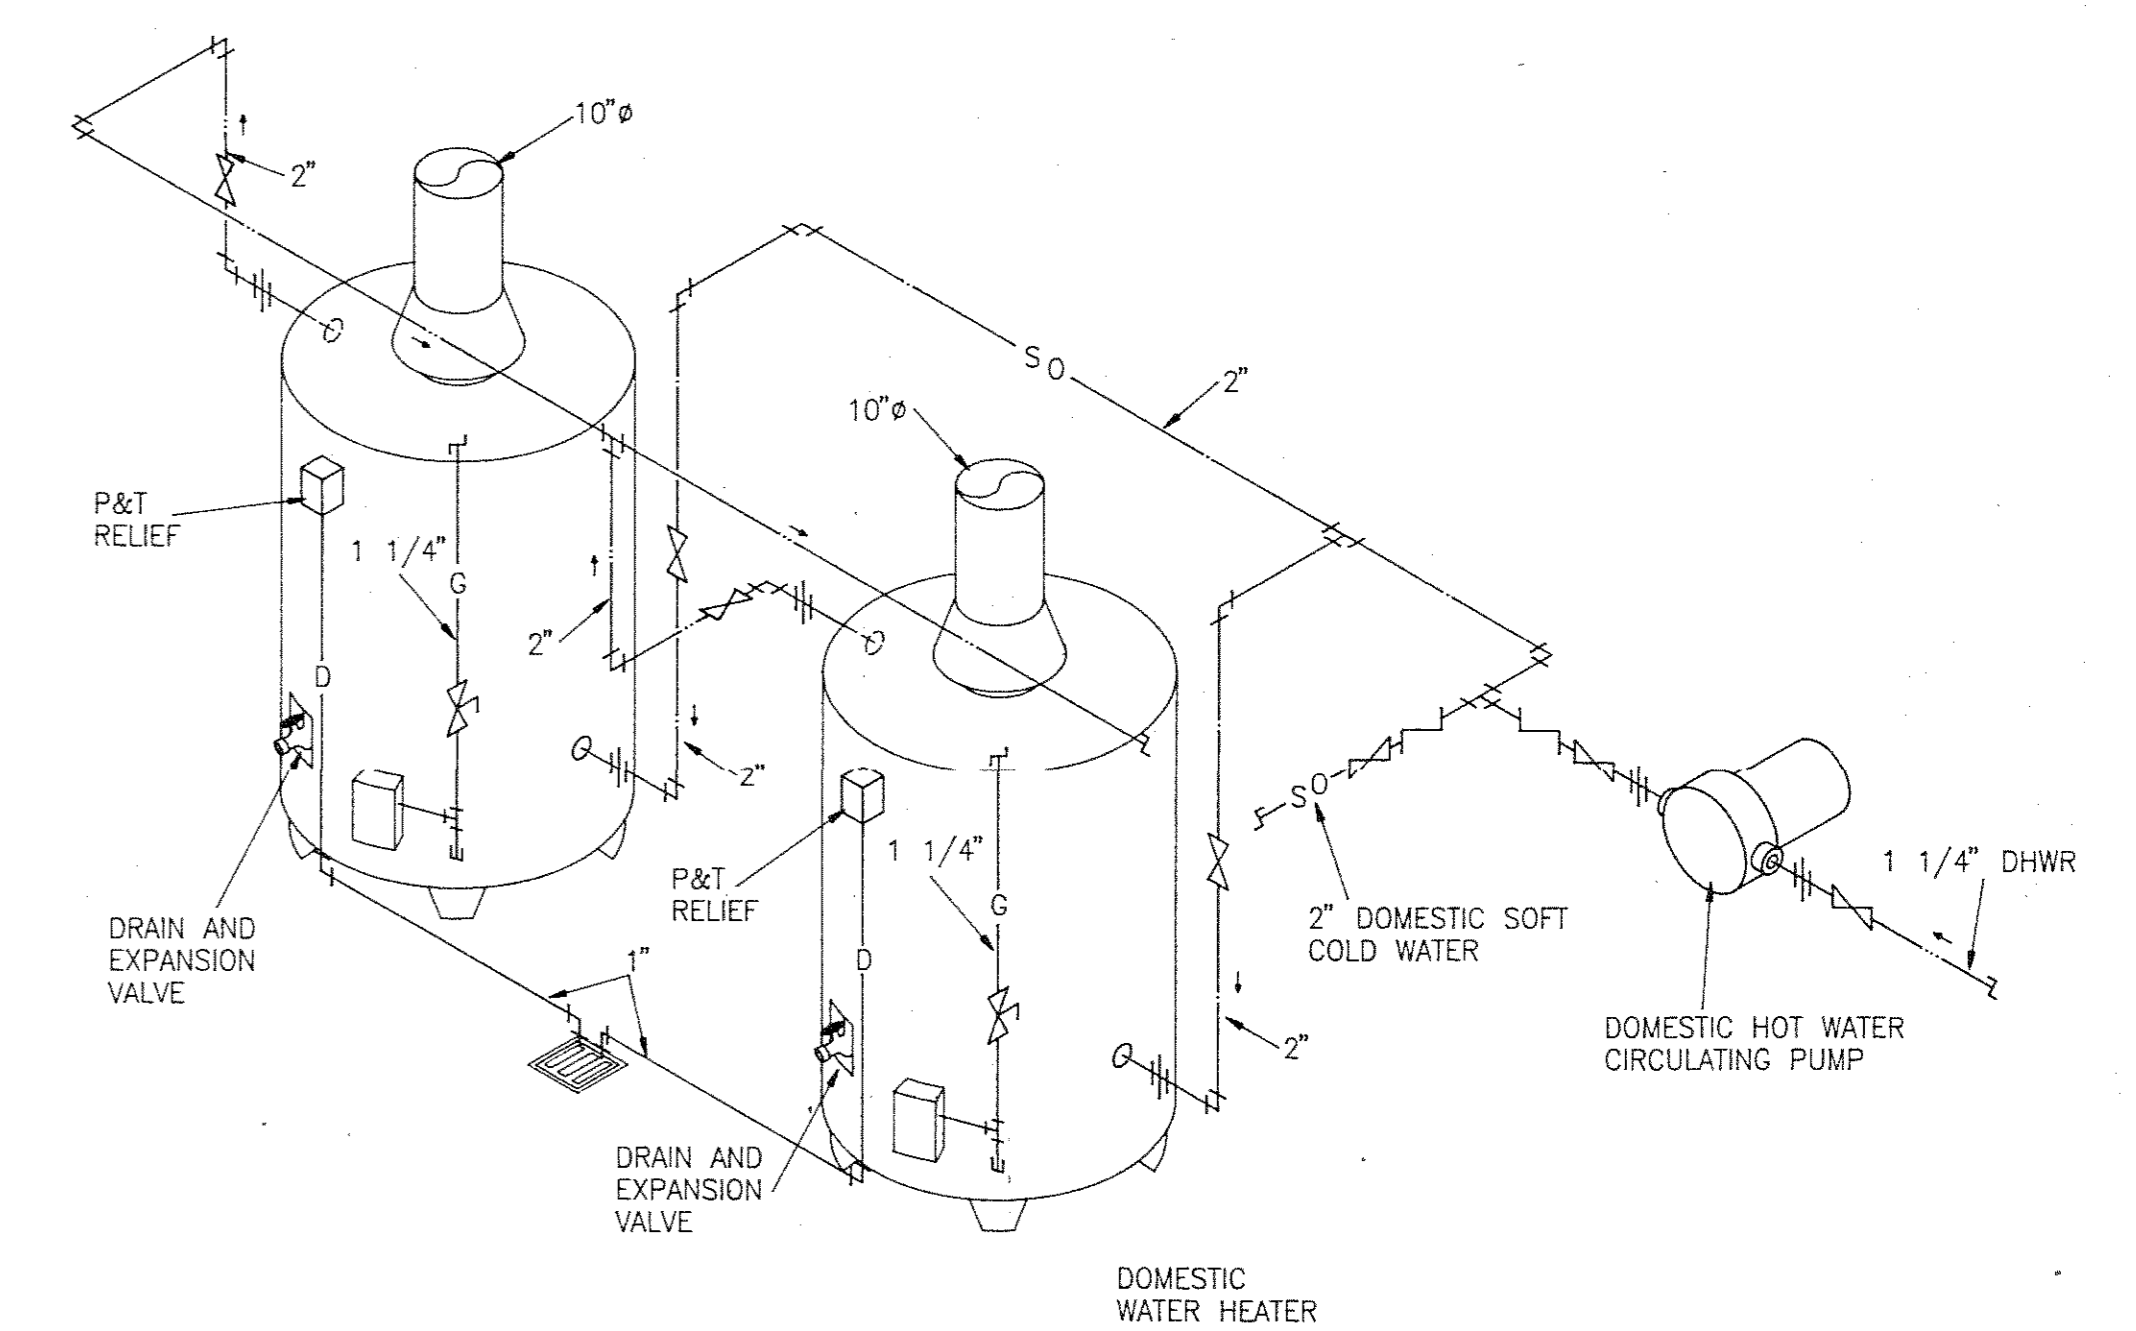 10"ø
2"
S O
2"
10"ø
P&T
RELIEF
1 1/4"
G
2"
D
2"
P&T
RELIEF
1 1/4"
G
S O
1 1/4" DHWR
2" DOMESTIC SOFT
COLD WATER
DRAIN AND
EXPANSION
VALVE
1"
D
2"
DOMESTIC HOT WATER
CIRCULATING PUMP
DRAIN AND
EXPANSION
VALVE
DOMESTIC
WATER HEATER